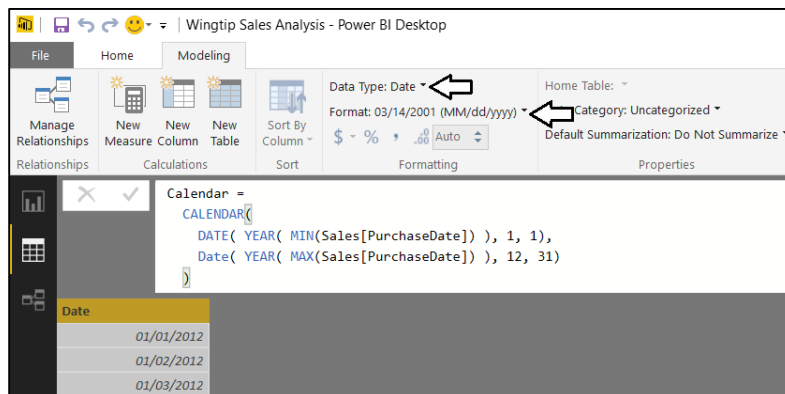 Wingtip Sales Analysis - Power BI Desktop
File Home Modeling
Manage Relationships
New Measure
New Column
New Table
Sort By Column
Data Type: Date
Format: 03/14/2001 (MM/dd/yyyy)
$ % , .00 Auto
Home Table:
Category: Uncategorized
Default Summarization: Do Not Summarize
Relationships Calculations Sort Formatting Properties
Calendar =
CALENDAR(
DATE( YEAR( MIN(Sales[PurchaseDate]) ), 1, 1),
Date( YEAR( MAX(Sales[PurchaseDate]) ), 12, 31)
)
Date
01/01/2012
01/02/2012
01/03/2012